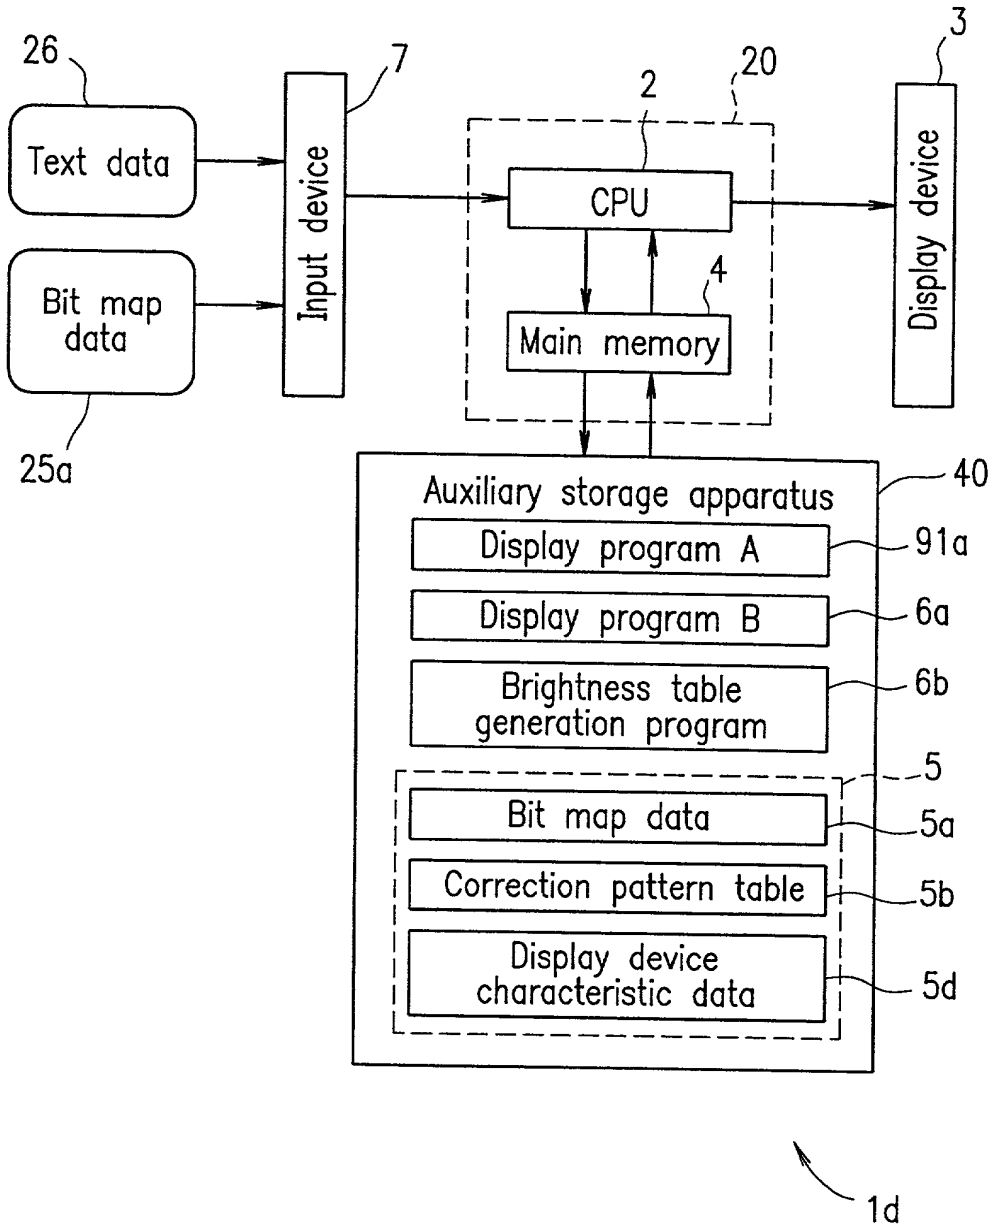 3
26
7
20
2
Text data
Input device
CPU
Display device
Bit map
data
4
Main memory
25a
40
Auxiliary storage apparatus
Display program A
91a
Display program B
6a
Brightness table
generation program
6b
5
Bit map data
5a
Correction pattern table
5b
Display device
characteristic data
5d
1d